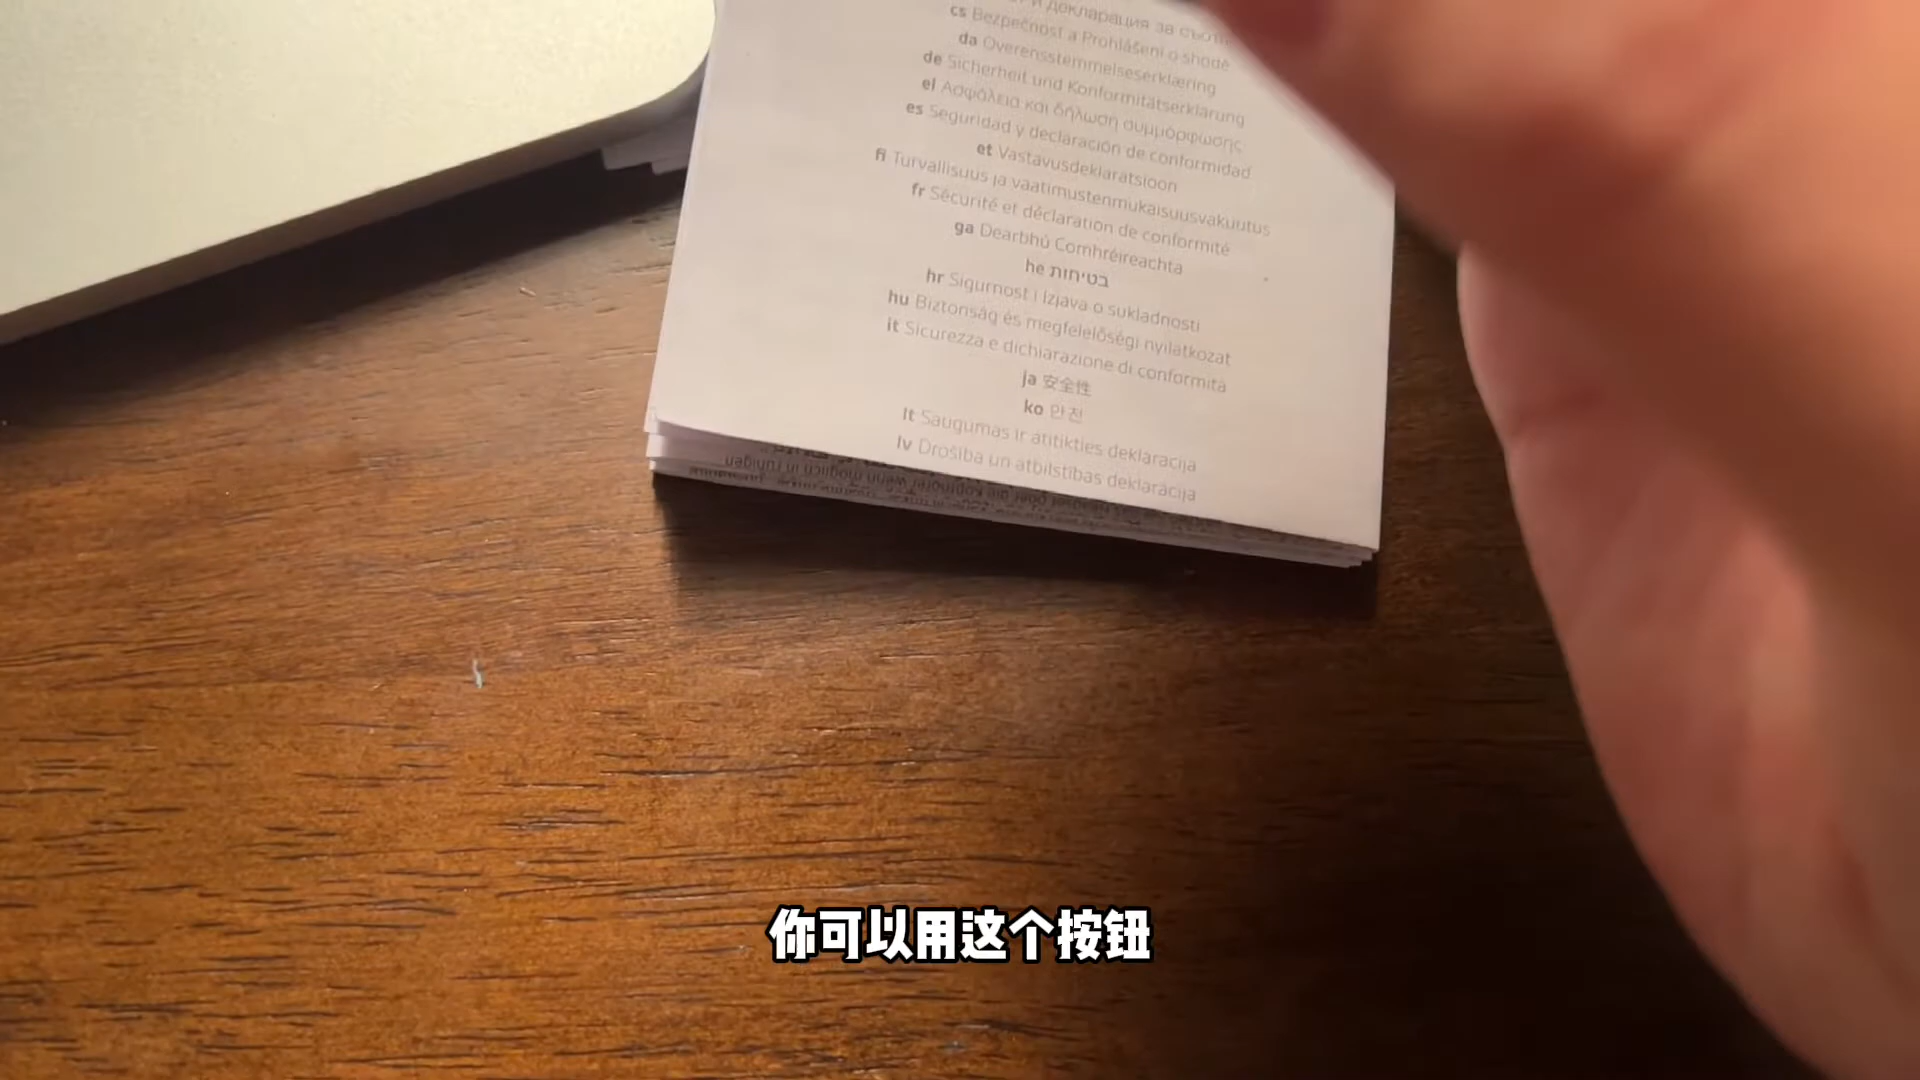 и декларация за
cs Bezpečnost a Prohlášení o shodě
da Overensstemmelseserklæring
de Sicherheit und Konformitätserklärung
el Ασφάλεια και δήλωση συμμόρφωσης
es Seguridad y declaración de conformidad
et Vastavusdeklaratsioon
fi Turvallisuus ja vaatimustenmukaisuusvakuutus
fr Sécurité et déclaration de conformité
ga Dearbhú Comhréireachta
he בטיחות
hr Sigurnost i Izjava o sukladnosti
hu Biztonság és megfelelőségi nyilatkozat
it Sicurezza e dichiarazione di conformità
ja 安全性
ko 안전
lt Saugumas ir atitikties deklaracija
lv Drošība un atbilstības deklarācija
你可以用这个按钮